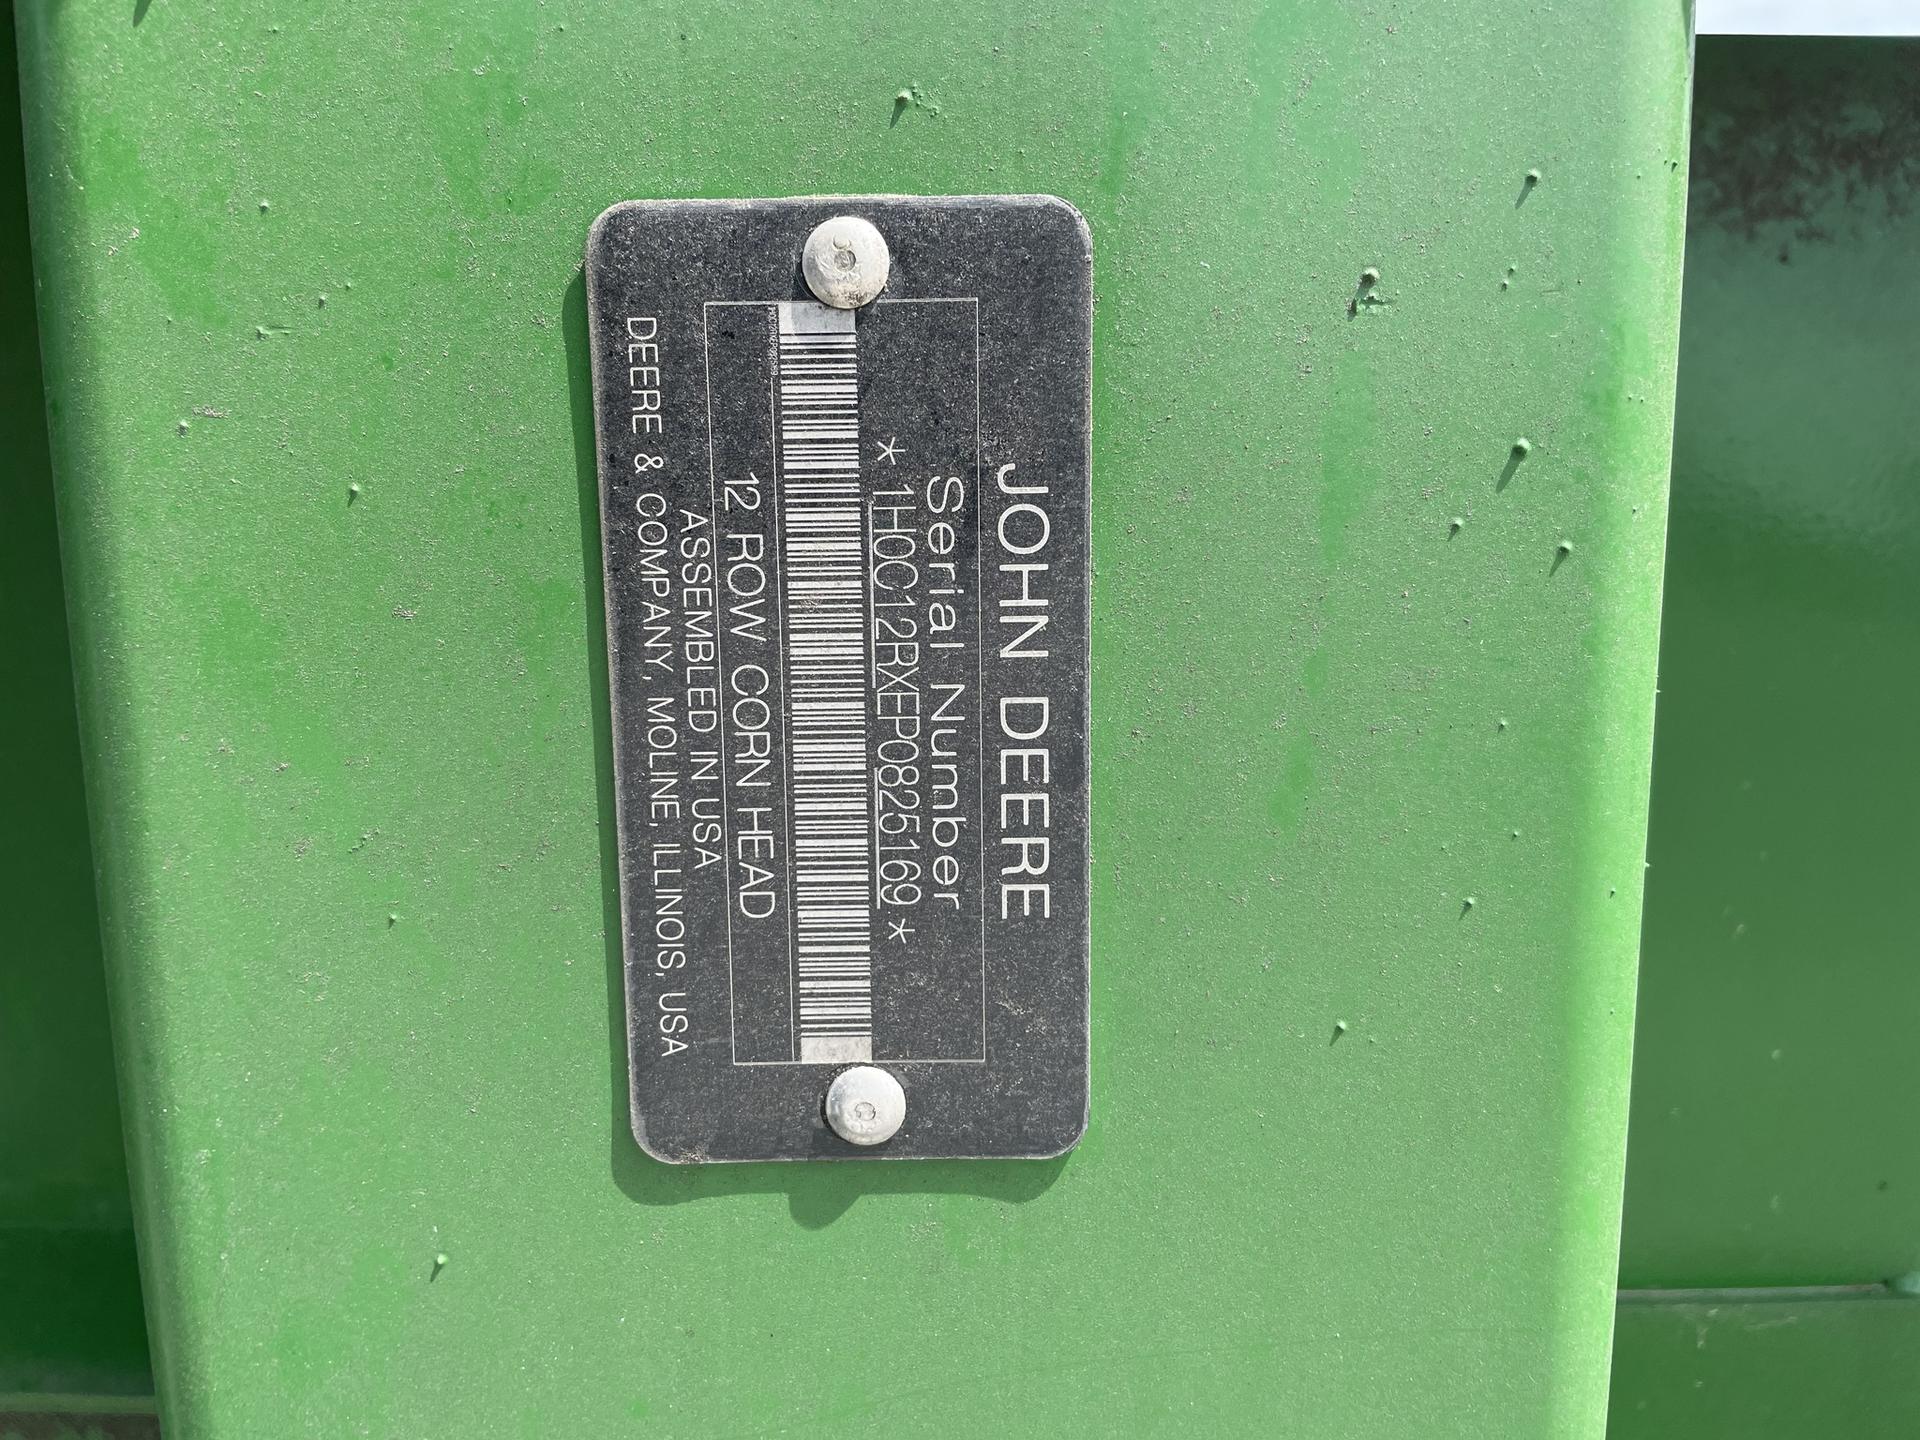 JOHN DEERE
Serial Number
* 1H0C12RXEP0825169 *
12 ROW CORN HEAD
ASSEMBLED IN USA
DEERE & COMPANY, MOLINE, ILLINOIS, USA